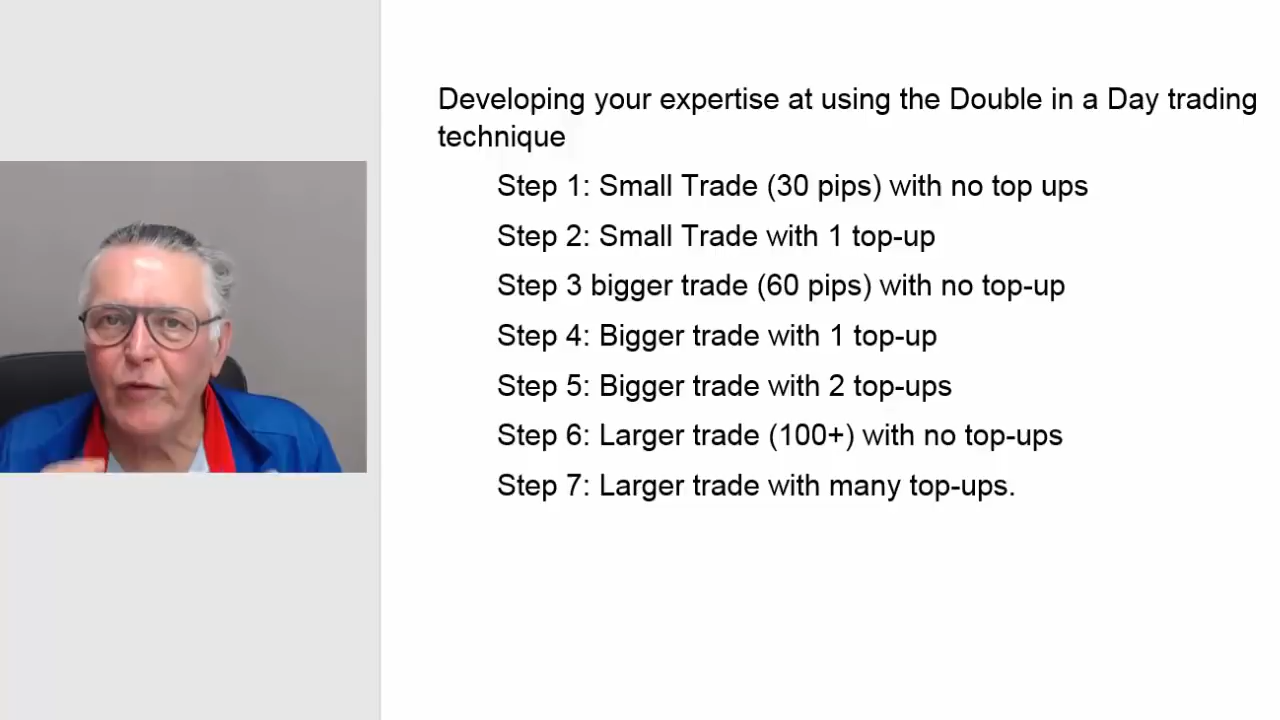 Developing your expertise at using the Double in a Day trading
technique
Step 1: Small Trade (30 pips) with no top ups
Step 2: Small Trade with 1 top-up
Step 3 bigger trade (60 pips) with no top-up
Step 4: Bigger trade with 1 top-up
Step 5: Bigger trade with 2 top-ups
Step 6: Larger trade (100+) with no top-ups
Step 7: Larger trade with many top-ups.